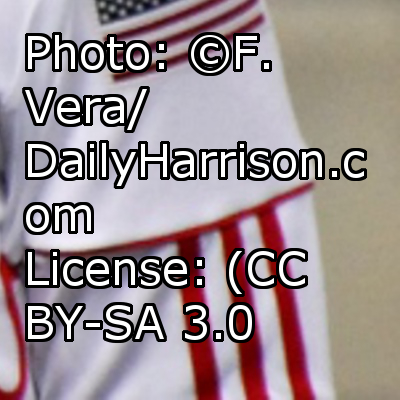 Photo: ©F.
Vera/
DailyHarrison.c
om
License: (CC
BY-SA 3.0